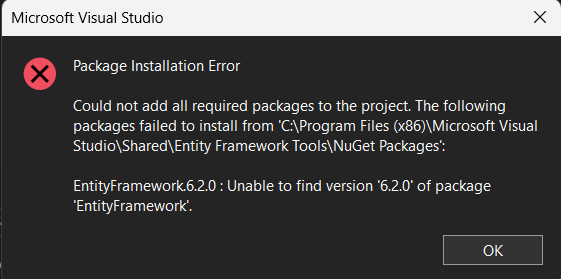 Microsoft Visual Studio
Package Installation Error
Could not add all required packages to the project. The following
packages failed to install from 'C:\Program Files (x86)\Microsoft Visual
Studio\Shared\Entity Framework Tools\NuGet Packages':
EntityFramework.6.2.0 : Unable to find version '6.2.0' of package
'EntityFramework'.
OK